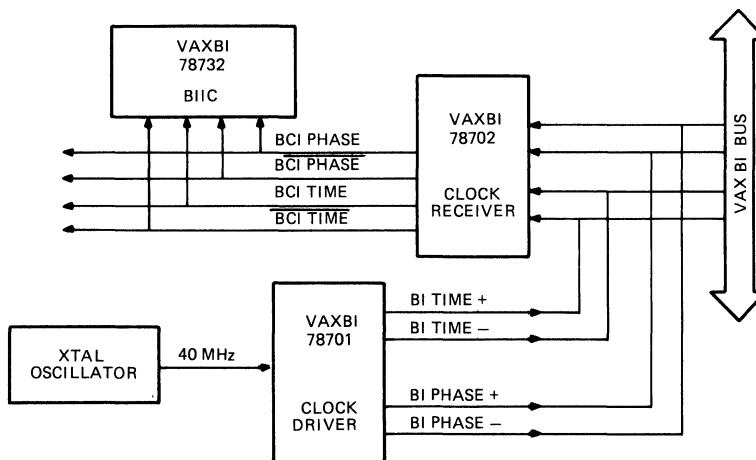 VAXBI
78732
BIIC
VAXBI
78702
CLOCK
RECEIVER
BCI PHASE
BCI PHASE
BCI TIME
BCI TIME
VAX BI BUS
XTAL
OSCILLATOR
40 MHz
VAXBI
78701
CLOCK
DRIVER
BI TIME +
BI TIME −
BI PHASE +
BI PHASE −